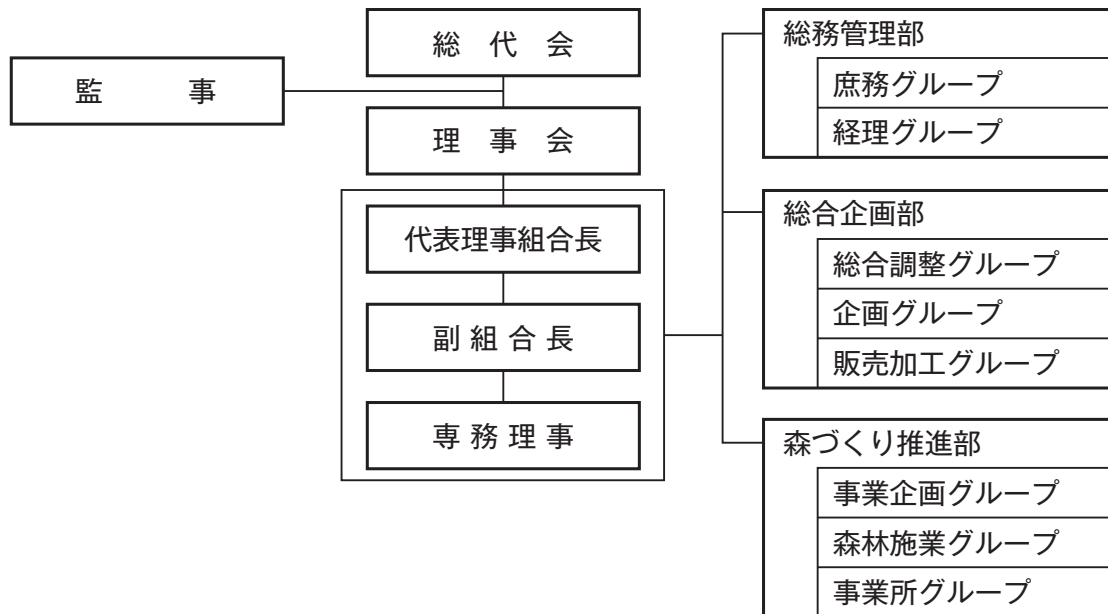 総代会
監事
理事会
代表理事組合長
副組合長
専務理事
総務管理部
庶務グループ
経理グループ
総合企画部
総合調整グループ
企画グループ
販売加工グループ
森づくり推進部
事業企画グループ
森林施業グループ
事業所グループ